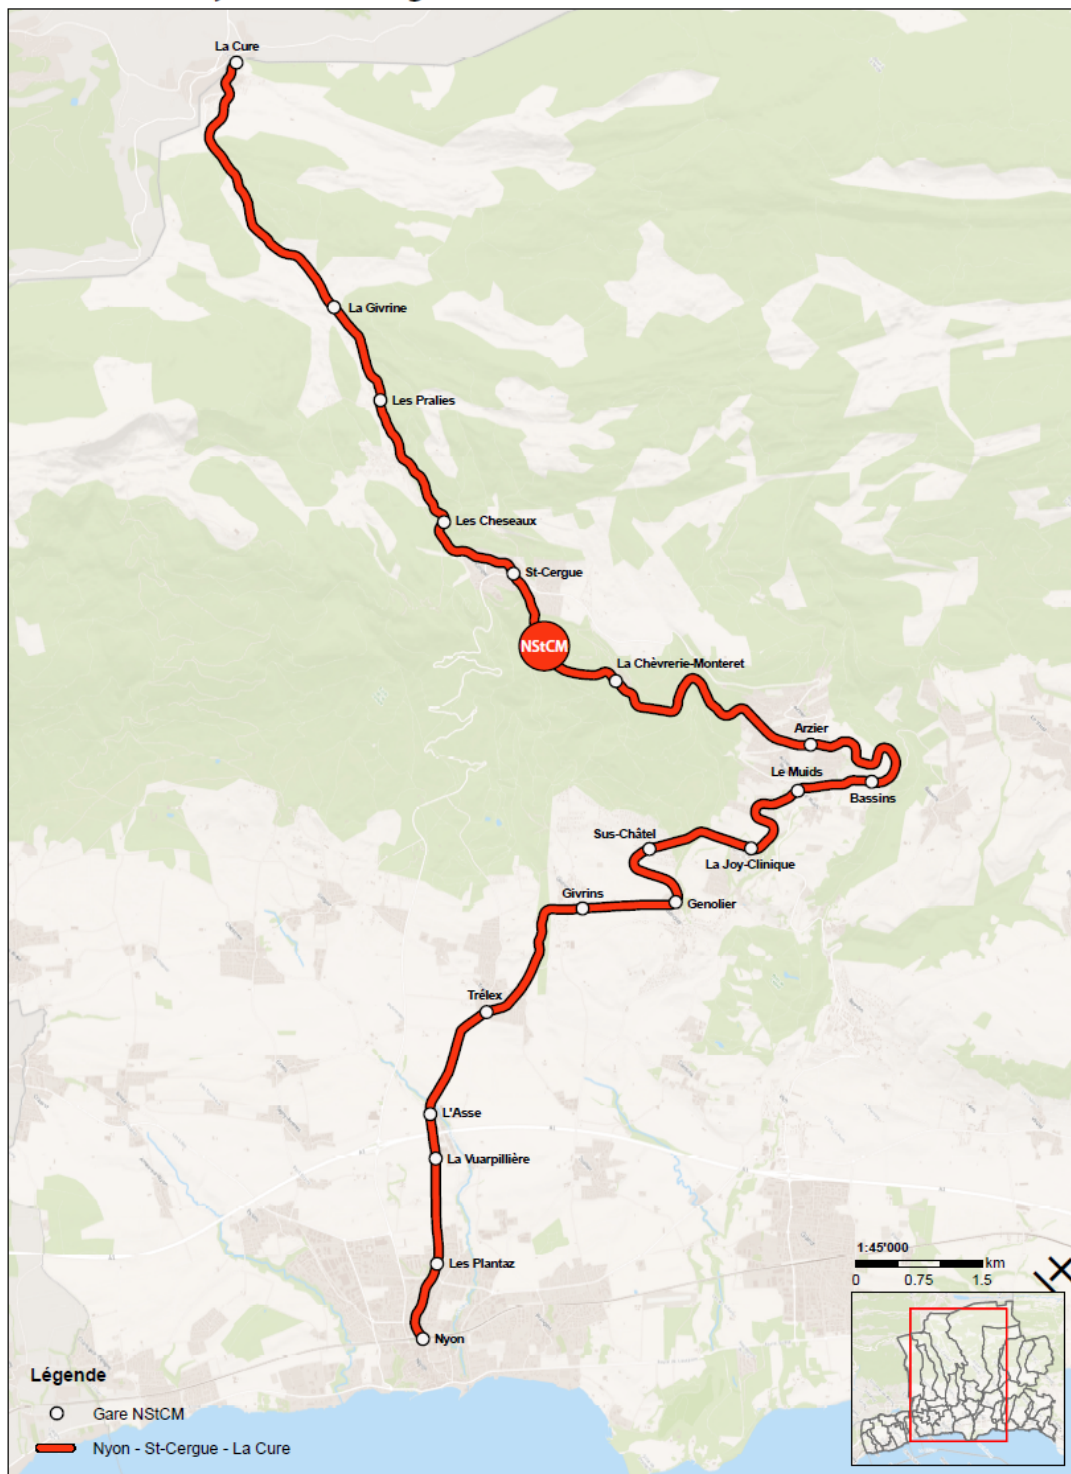 La Cure
La Givrine
Les Pralies
Les Cheseaux
St-Cergue
NStCM
La Chèvrerie-Monteret
Arzier
Le Muids
Bassins
Sus-Châtel
La Joy-Clinique
Givrins
Genolier
Trélex
L'Asse
La Vuarpillière
Les Plantaz
Nyon
1:45'000
km
0 0.75 1.5
Légende
Gare NStCM
Nyon - St-Cergue - La Cure